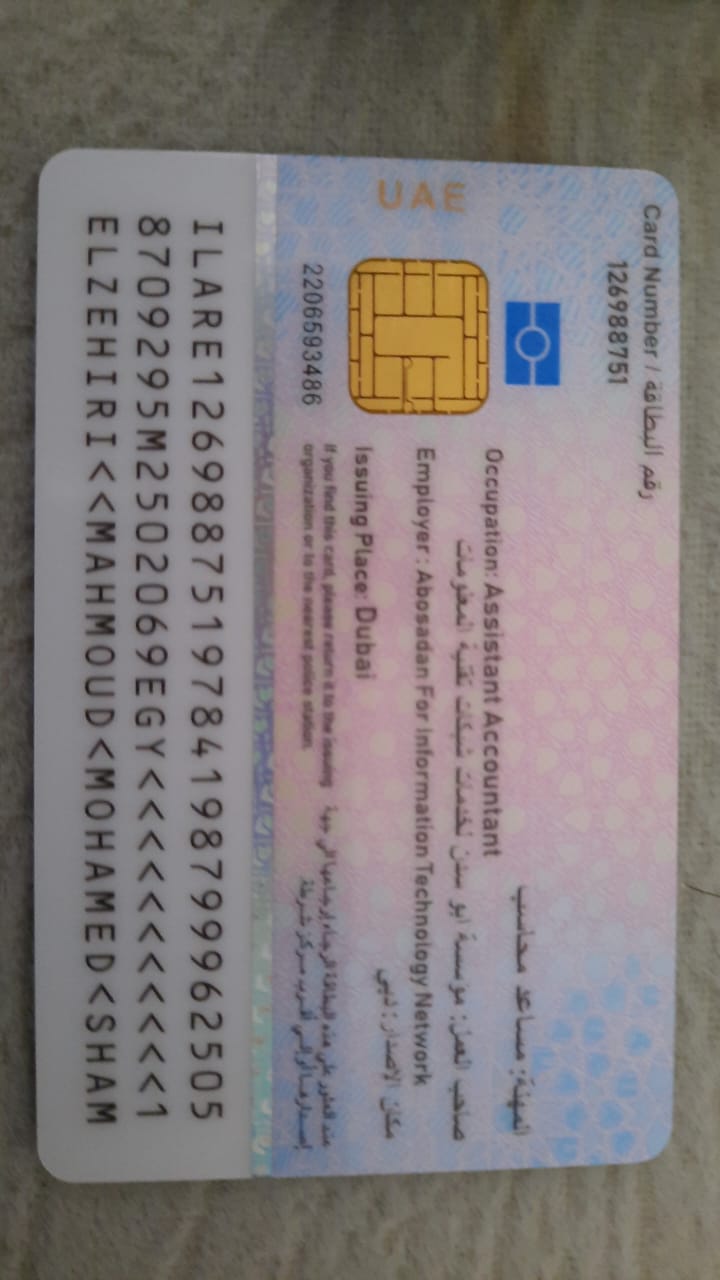 Card Number / رقم البطاقة
126988751
UAE
2206593486
المهنة: مساعد محاسب
Occupation: Assistant Accountant
صاحب العمل: مؤسسة ابو سدن لخدمات شبكات تقنية المعلومات
Employer : Abosadan For Information Technology Network
مكان الاصدار: دبي
Issuing Place: Dubai
If you find this card, please return it to the issuing
organization or to the nearest police station.
عند العثور على هذه البطاقة الرجاء إرجاعها الى جهة
إصدارها أو إلى أقرب مركز شرطة.
ILARE1269887519784198799962505
8709295M2502069EGY<<<<<<<<<<<1
ELZEHIRI<<MAHMOUD<MOHAMED<SHAM